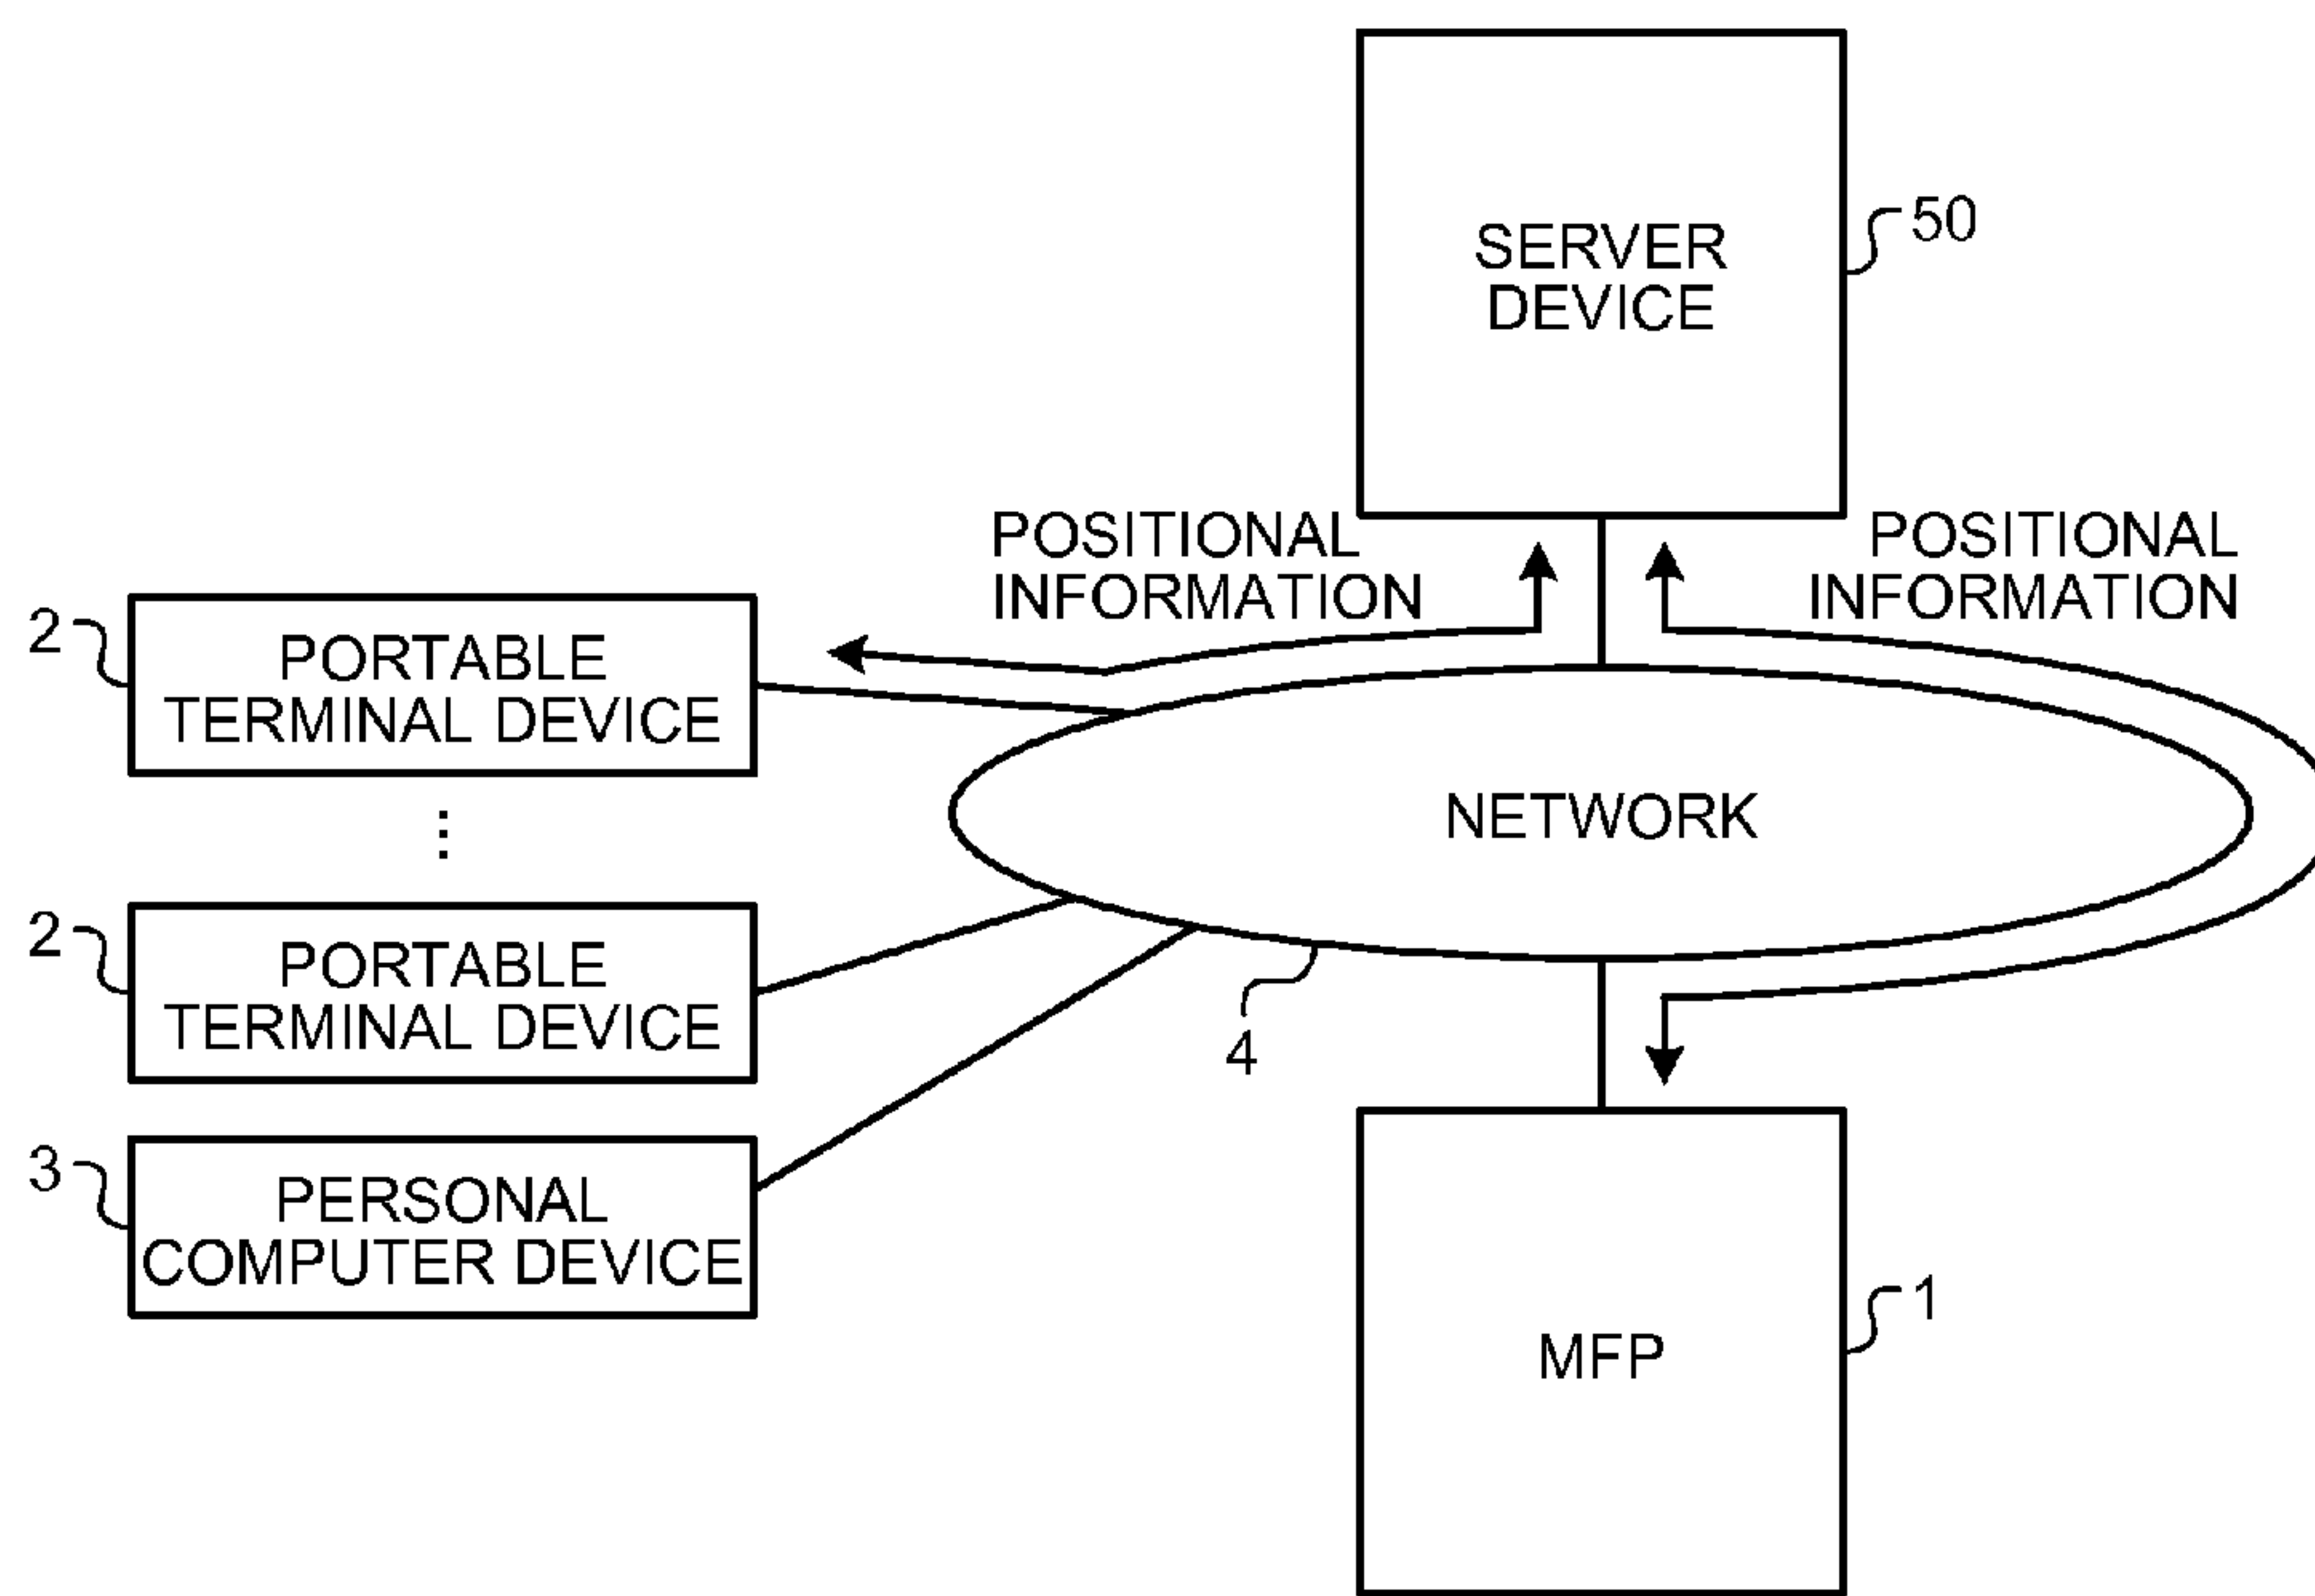 SERVER
DEVICE
50
POSITIONAL
INFORMATION
POSITIONAL
INFORMATION
2
PORTABLE
TERMINAL DEVICE
NETWORK
2
PORTABLE
TERMINAL DEVICE
4
3
PERSONAL
COMPUTER DEVICE
MFP
1